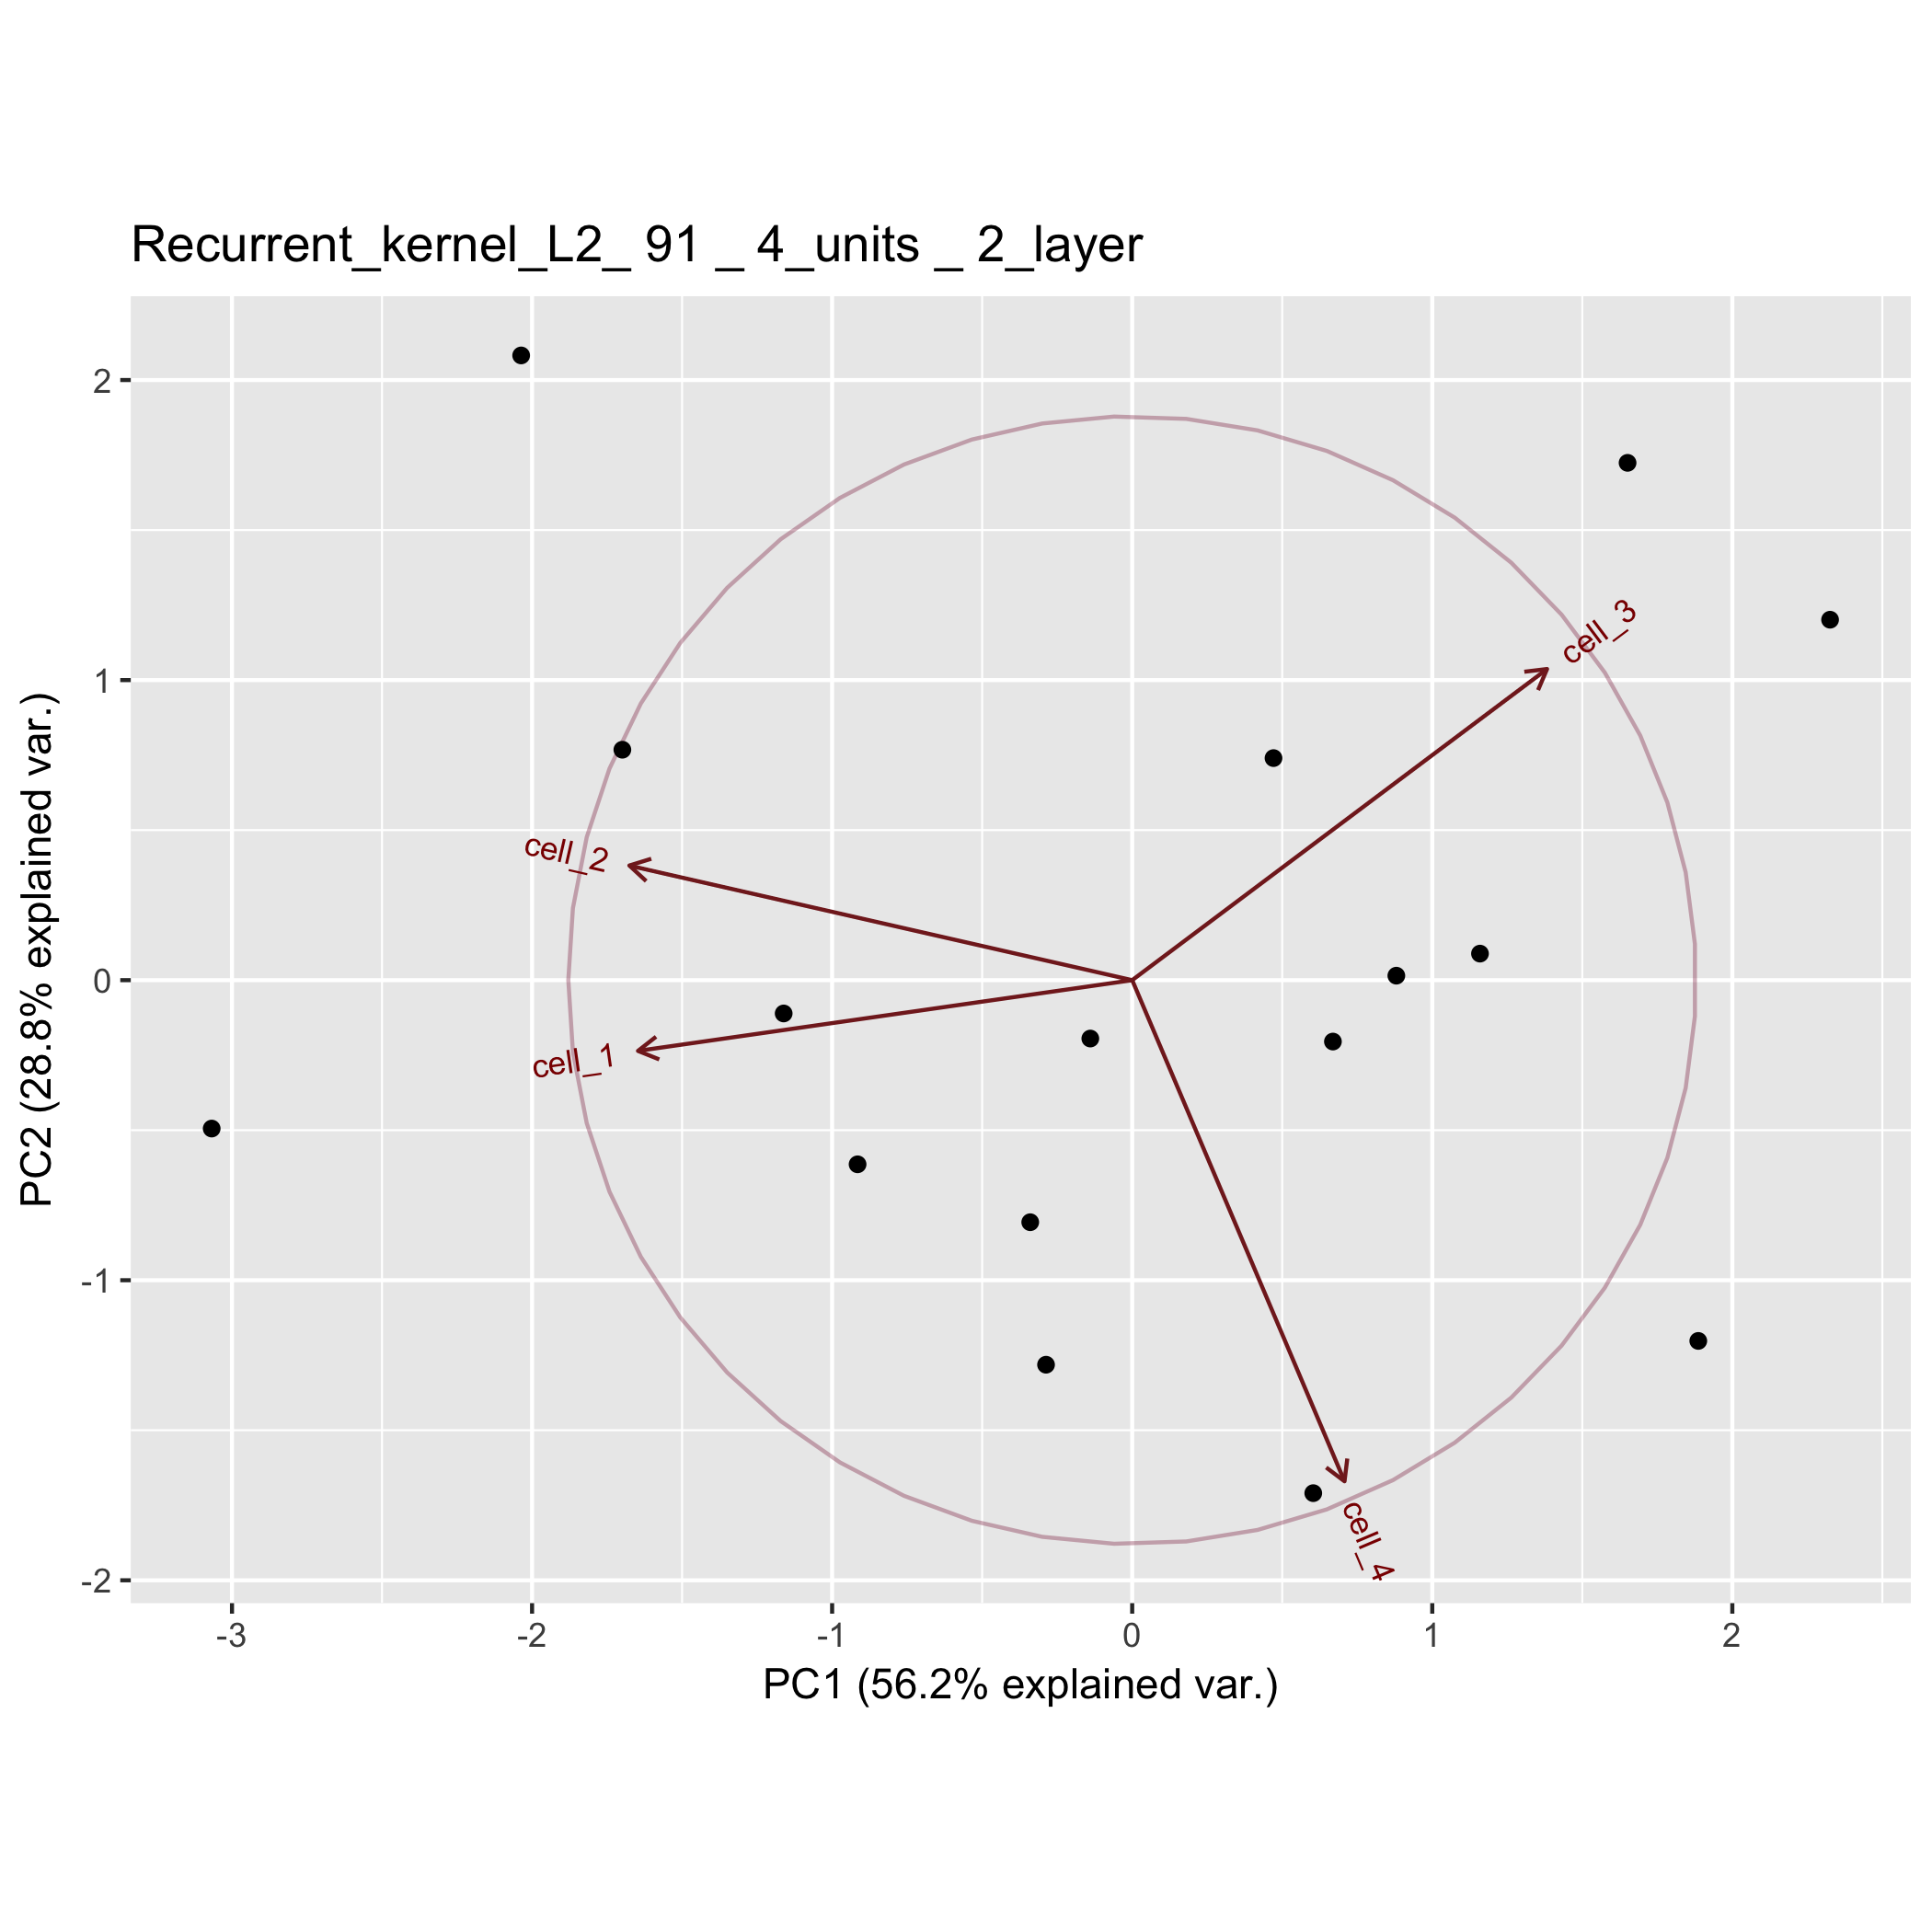 Recurrent_kernel_L2_ 91 _ 4_units _ 2_layer
PC2 (28.8% explained var.)
2
1
0
-1
-2
cell_3
cell_2
cell_1
cell_4
-3
-2
-1
0
1
2
PC1 (56.2% explained var.)